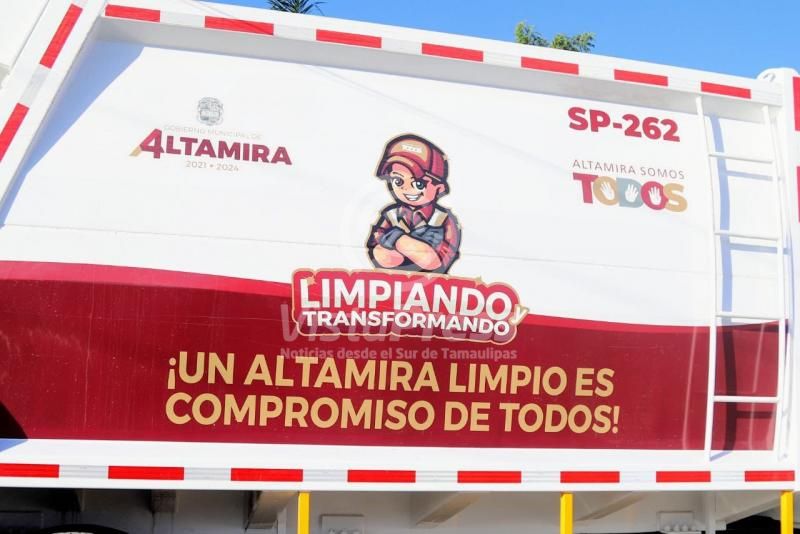 GOBIERNO MUNICIPAL DE
ALTAMIRA
2021 • 2024
SP-262
ALTAMIRA SOMOS
TODOS
LIMPIANDO y
TRANSFORMANDO
Noticias desde el Sur de Tamaulipas
¡UN ALTAMIRA LIMPIO ES
COMPROMISO DE TODOS!